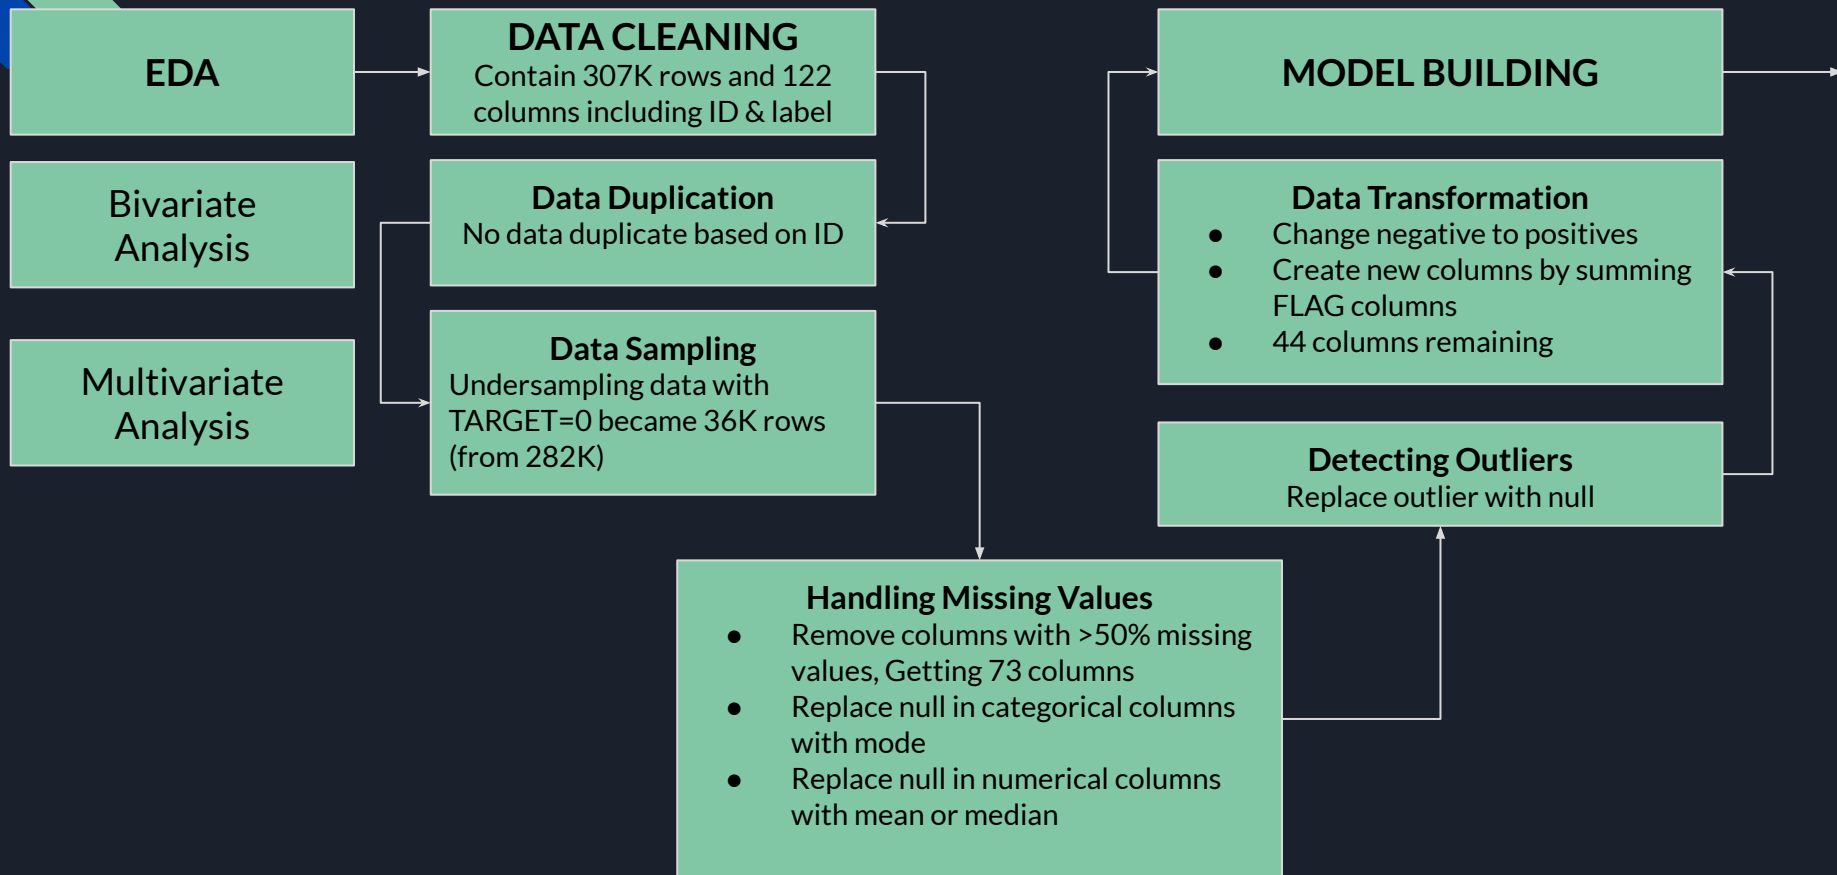 EDA
Bivariate
Analysis
Multivariate
Analysis
DATA CLEANING
Contain 307K rows and 122
columns including ID & label
Data Duplication
No data duplicate based on ID
Data Sampling
Undersampling data with
TARGET=0 became 36K rows
(from 282K)
Handling Missing Values
● Remove columns with >50% missing
values, Getting 73 columns
● Replace null in categorical columns
with mode
● Replace null in numerical columns
with mean or median
Detecting Outliers
Replace outlier with null
Data Transformation
● Change negative to positives
● Create new columns by summing
FLAG columns
● 44 columns remaining
MODEL BUILDING